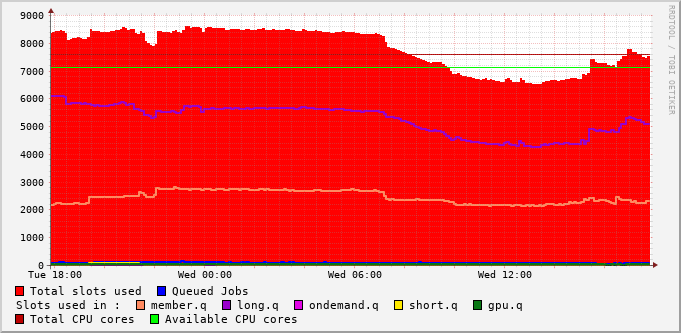 9000
8000
7000
6000
5000
4000
3000
2000
1000
0
Tue 18:00 Wed 00:00 Wed 06:00 Wed 12:00
Total slots used Queued Jobs
Slots used in : member.q long.q ondemand.q short.q gpu.q
Total CPU cores Available CPU cores
RRDTOOL / TOBI OETIKER